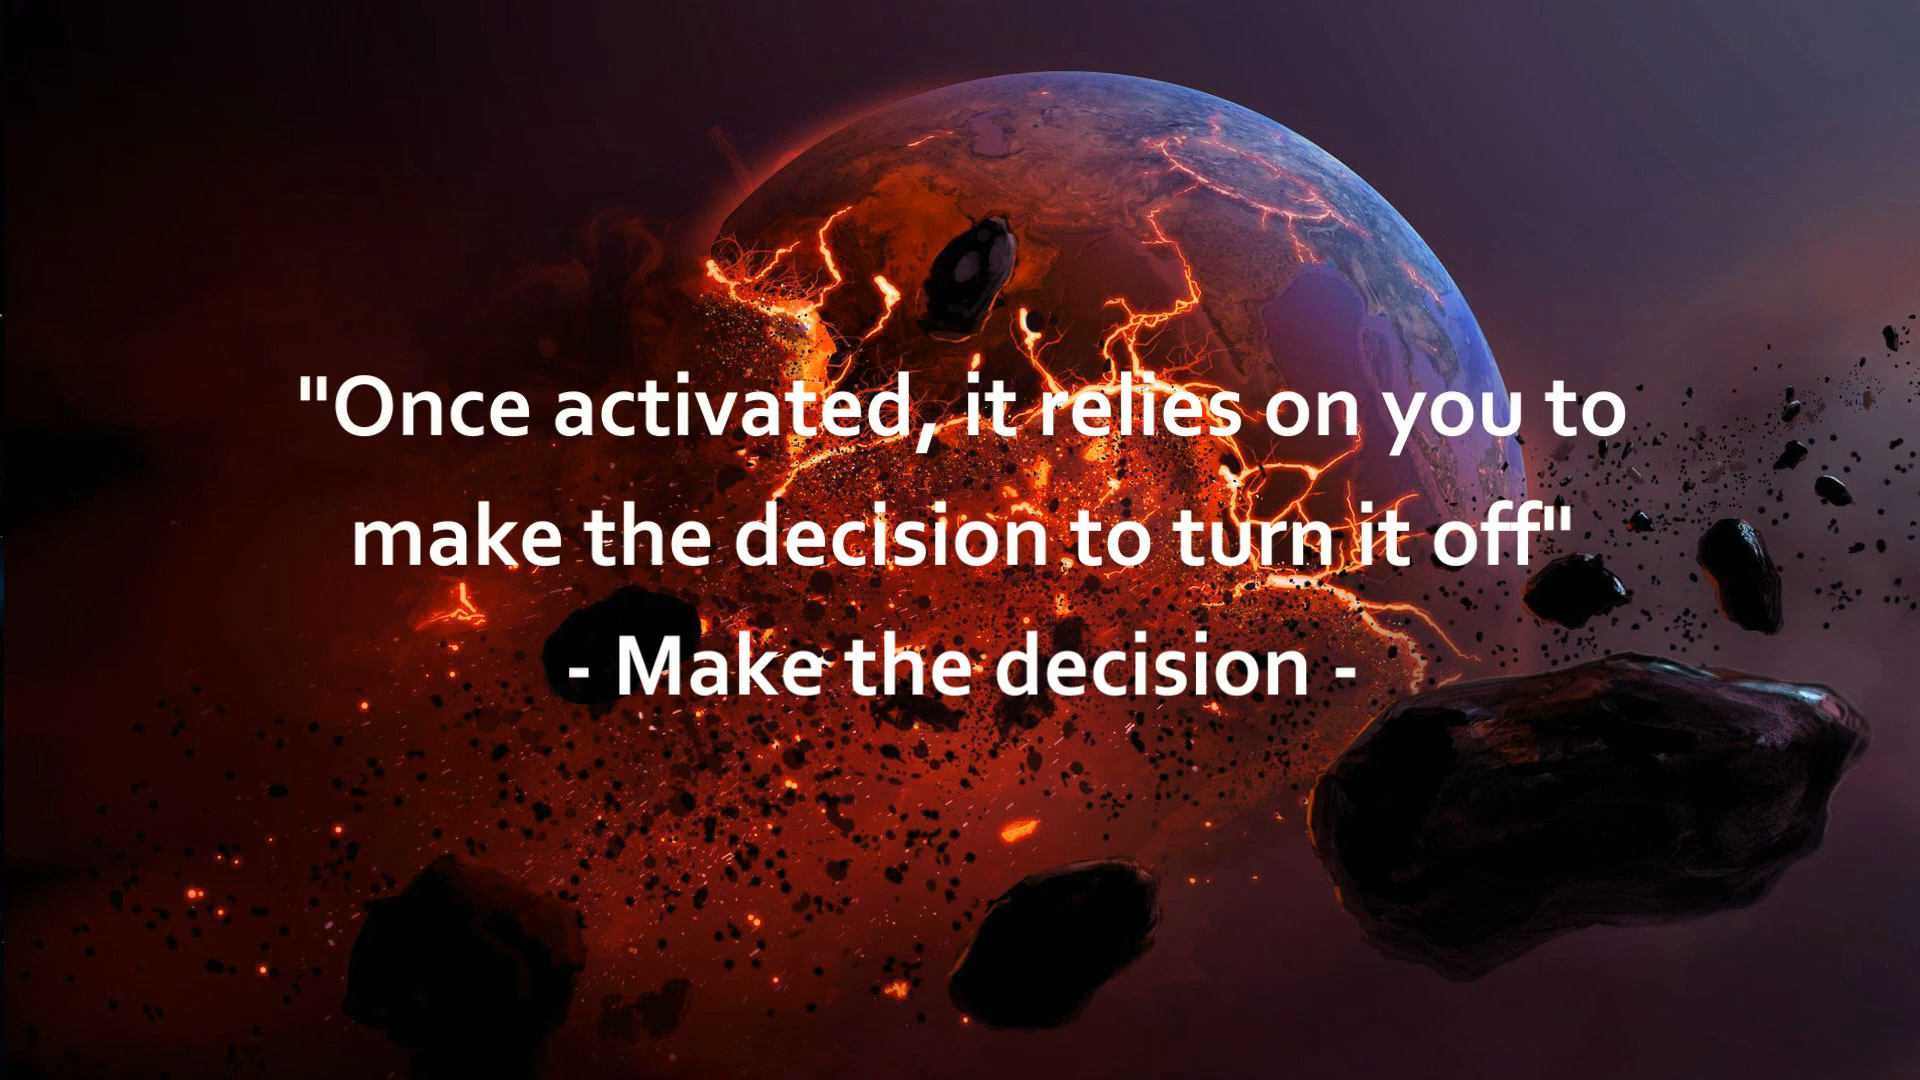 "Once activated, it relies on you to
make the decision to turn it off"
- Make the decision -